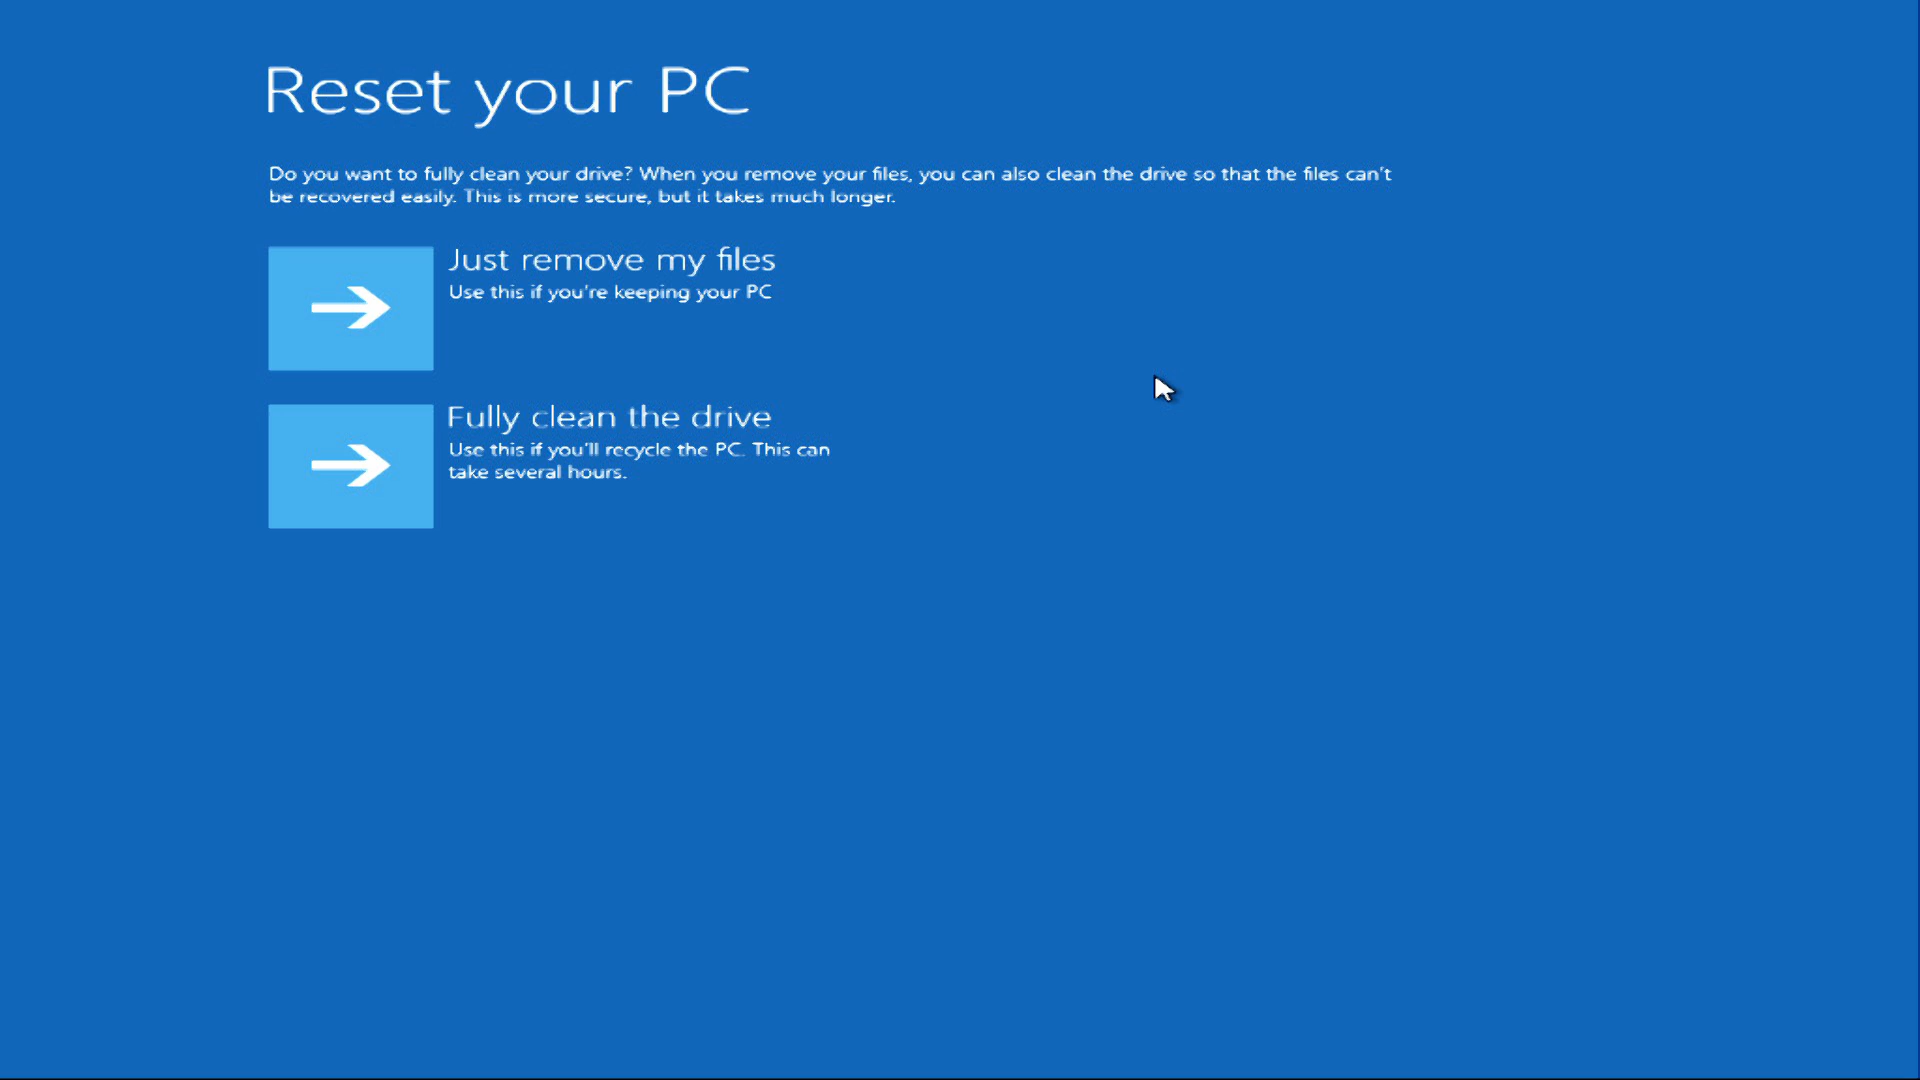 Reset your PC
Do you want to fully clean your drive? When you remove your files, you can also clean the drive so that the files can't
be recovered easily. This is more secure, but it takes much longer.
Just remove my files
Use this if you're keeping your PC
Fully clean the drive
Use this if you'll recycle the PC. This can
take several hours.